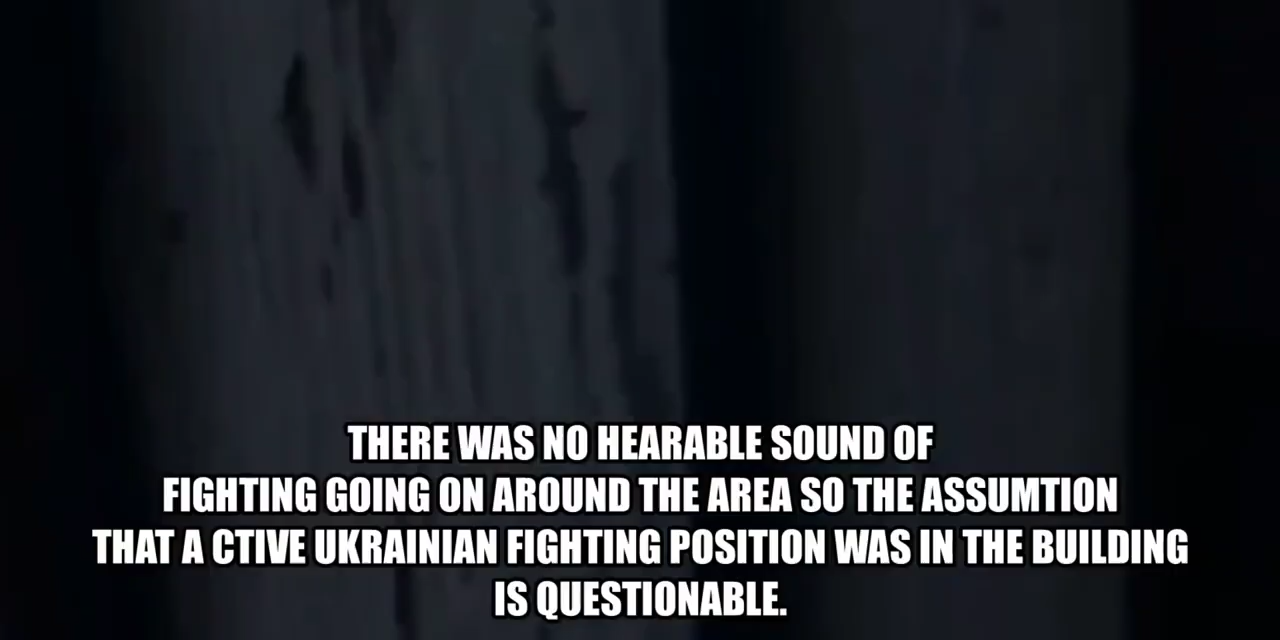 THERE WAS NO HEARABLE SOUND OF
FIGHTING GOING ON AROUND THE AREA SO THE ASSUMTION
THAT A CTIVE UKRAINIAN FIGHTING POSITION WAS IN THE BUILDING
IS QUESTIONABLE.